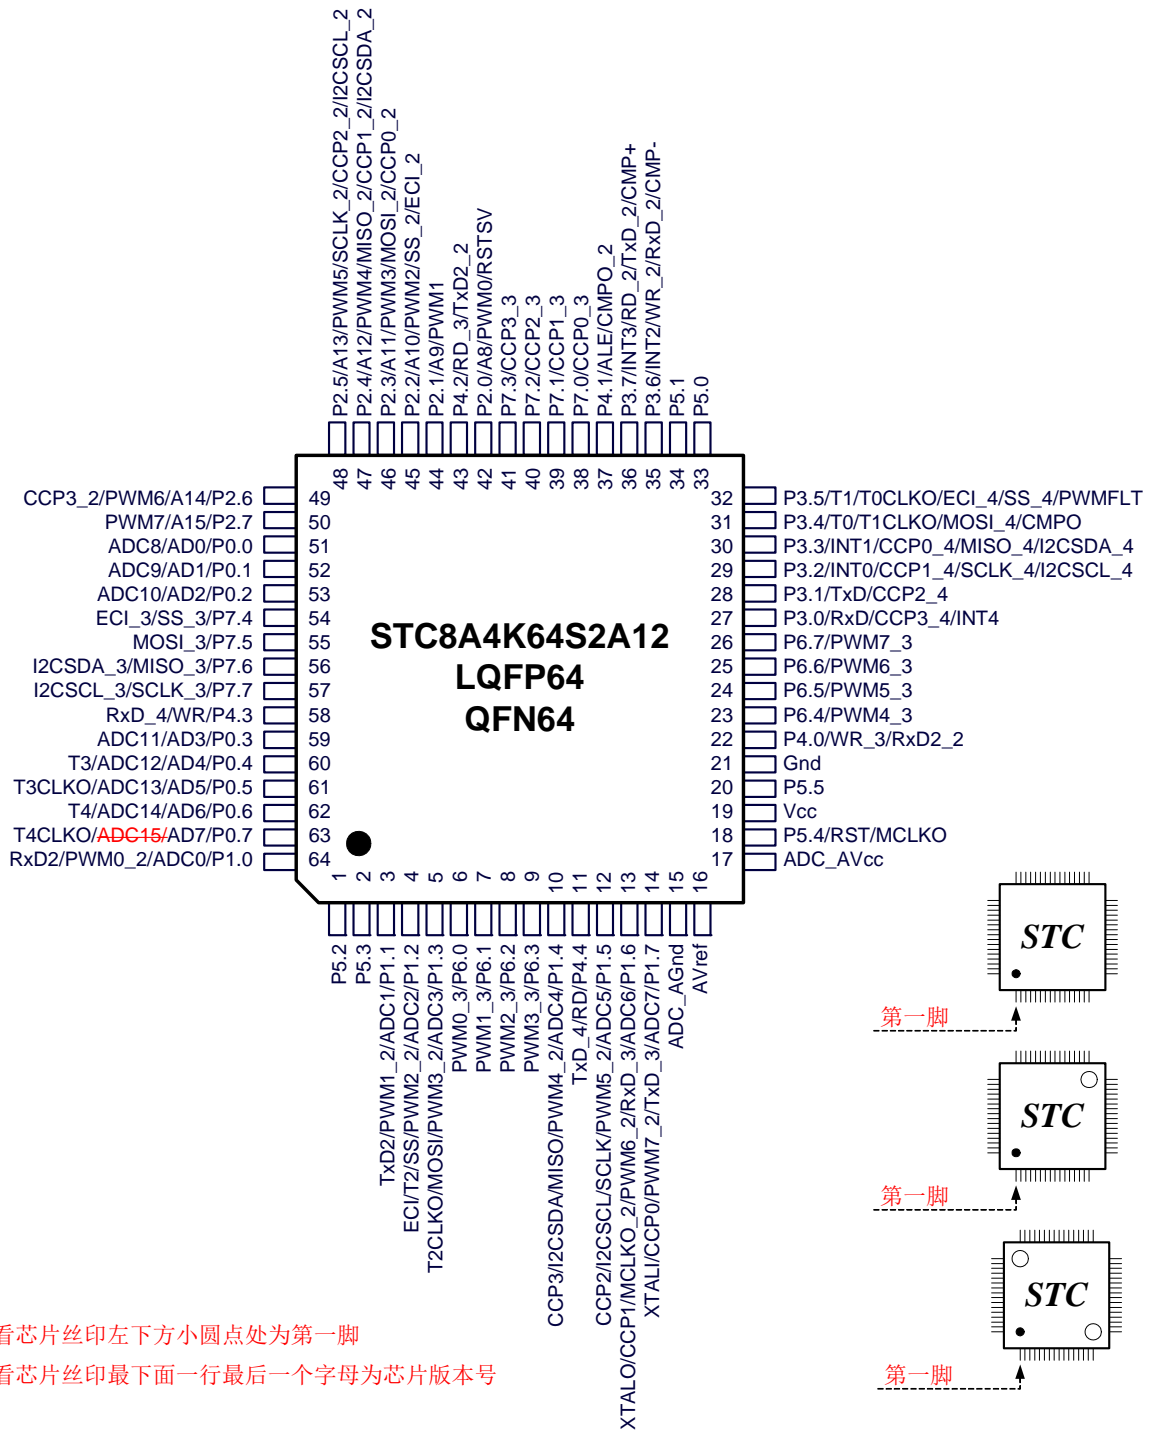 P2.5/A13/PWM5/SCLK_2/CCP2_2/I2CSCL_2
P2.4/A12/PWM4/MISO_2/CCP1_2/I2CSDA_2
P2.3/A11/PWM3/MOSI_2/CCP0_2
P2.2/A10/PWM2/SS_2/ECI_2
P2.1/A9/PWM1
P4.2/RD_3/TxD2_2
P2.0/A8/PWM0/RSTSV
P7.3/CCP3_3
P7.2/CCP2_3
P7.1/CCP1_3
P7.0/CCP0_3
P4.1/ALE/CMPO_2
P3.7/INT3/RD_2/TxD_2/CMP+
P3.6/INT2/WR_2/RxD_2/CMP-
P5.1
P5.0
48 47 46 45 44 43 42 41 40 39 38 37 36 35 34 33
CCP3_2/PWM6/A14/P2.6 49
PWM7/A15/P2.7 50
ADC8/AD0/P0.0 51
ADC9/AD1/P0.1 52
ADC10/AD2/P0.2 53
ECI_3/SS_3/P7.4 54
MOSI_3/P7.5 55
I2CSDA_3/MISO_3/P7.6 56
I2CSCL_3/SCLK_3/P7.7 57
RxD_4/WR/P4.3 58
ADC11/AD3/P0.3 59
T3/ADC12/AD4/P0.4 60
T3CLKO/ADC13/AD5/P0.5 61
T4/ADC14/AD6/P0.6 62
T4CLKO/ADC15/AD7/P0.7 63
RxD2/PWM0_2/ADC0/P1.0 64
STC8A4K64S2A12
LQFP64
QFN64
32 P3.5/T1/T0CLKO/ECI_4/SS_4/PWMFLT
31 P3.4/T0/T1CLKO/MOSI_4/CMPO
30 P3.3/INT1/CCP0_4/MISO_4/I2CSDA_4
29 P3.2/INT0/CCP1_4/SCLK_4/I2CSCL_4
28 P3.1/TxD/CCP2_4
27 P3.0/RxD/CCP3_4/INT4
26 P6.7/PWM7_3
25 P6.6/PWM6_3
24 P6.5/PWM5_3
23 P6.4/PWM4_3
22 P4.0/WR_3/RxD2_2
21 Gnd
20 P5.5
19 Vcc
18 P5.4/RST/MCLKO
17 ADC_AVcc
1 2 3 4 5 6 7 8 9 10 11 12 13 14 15 16
P5.2
P5.3
TxD2/PWM1_2/ADC1/P1.1
ECI/T2/SS/PWM2_2/ADC2/P1.2
T2CLKO/MOSI/PWM3_2/ADC3/P1.3
PWM0_3/P6.0
PWM1_3/P6.1
PWM2_3/P6.2
PWM3_3/P6.3
CCP3/I2CSDA/MISO/PWM4_2/ADC4/P1.4
TxD_4/RD/P4.4
CCP2/I2CSCL/SCLK/PWM5_2/ADC5/P1.5
XTALO/CCP1/MCLKO_2/PWM6_2/RxD_3/ADC6/P1.6
XTALI/CCP0/PWM7_2/TxD_3/ADC7/P1.7
ADC_AGnd
AVref
STC
第一脚
STC
第一脚
STC
第一脚
看芯片丝印左下方小圆点处为第一脚
看芯片丝印最下面一行最后一个字母为芯片版本号